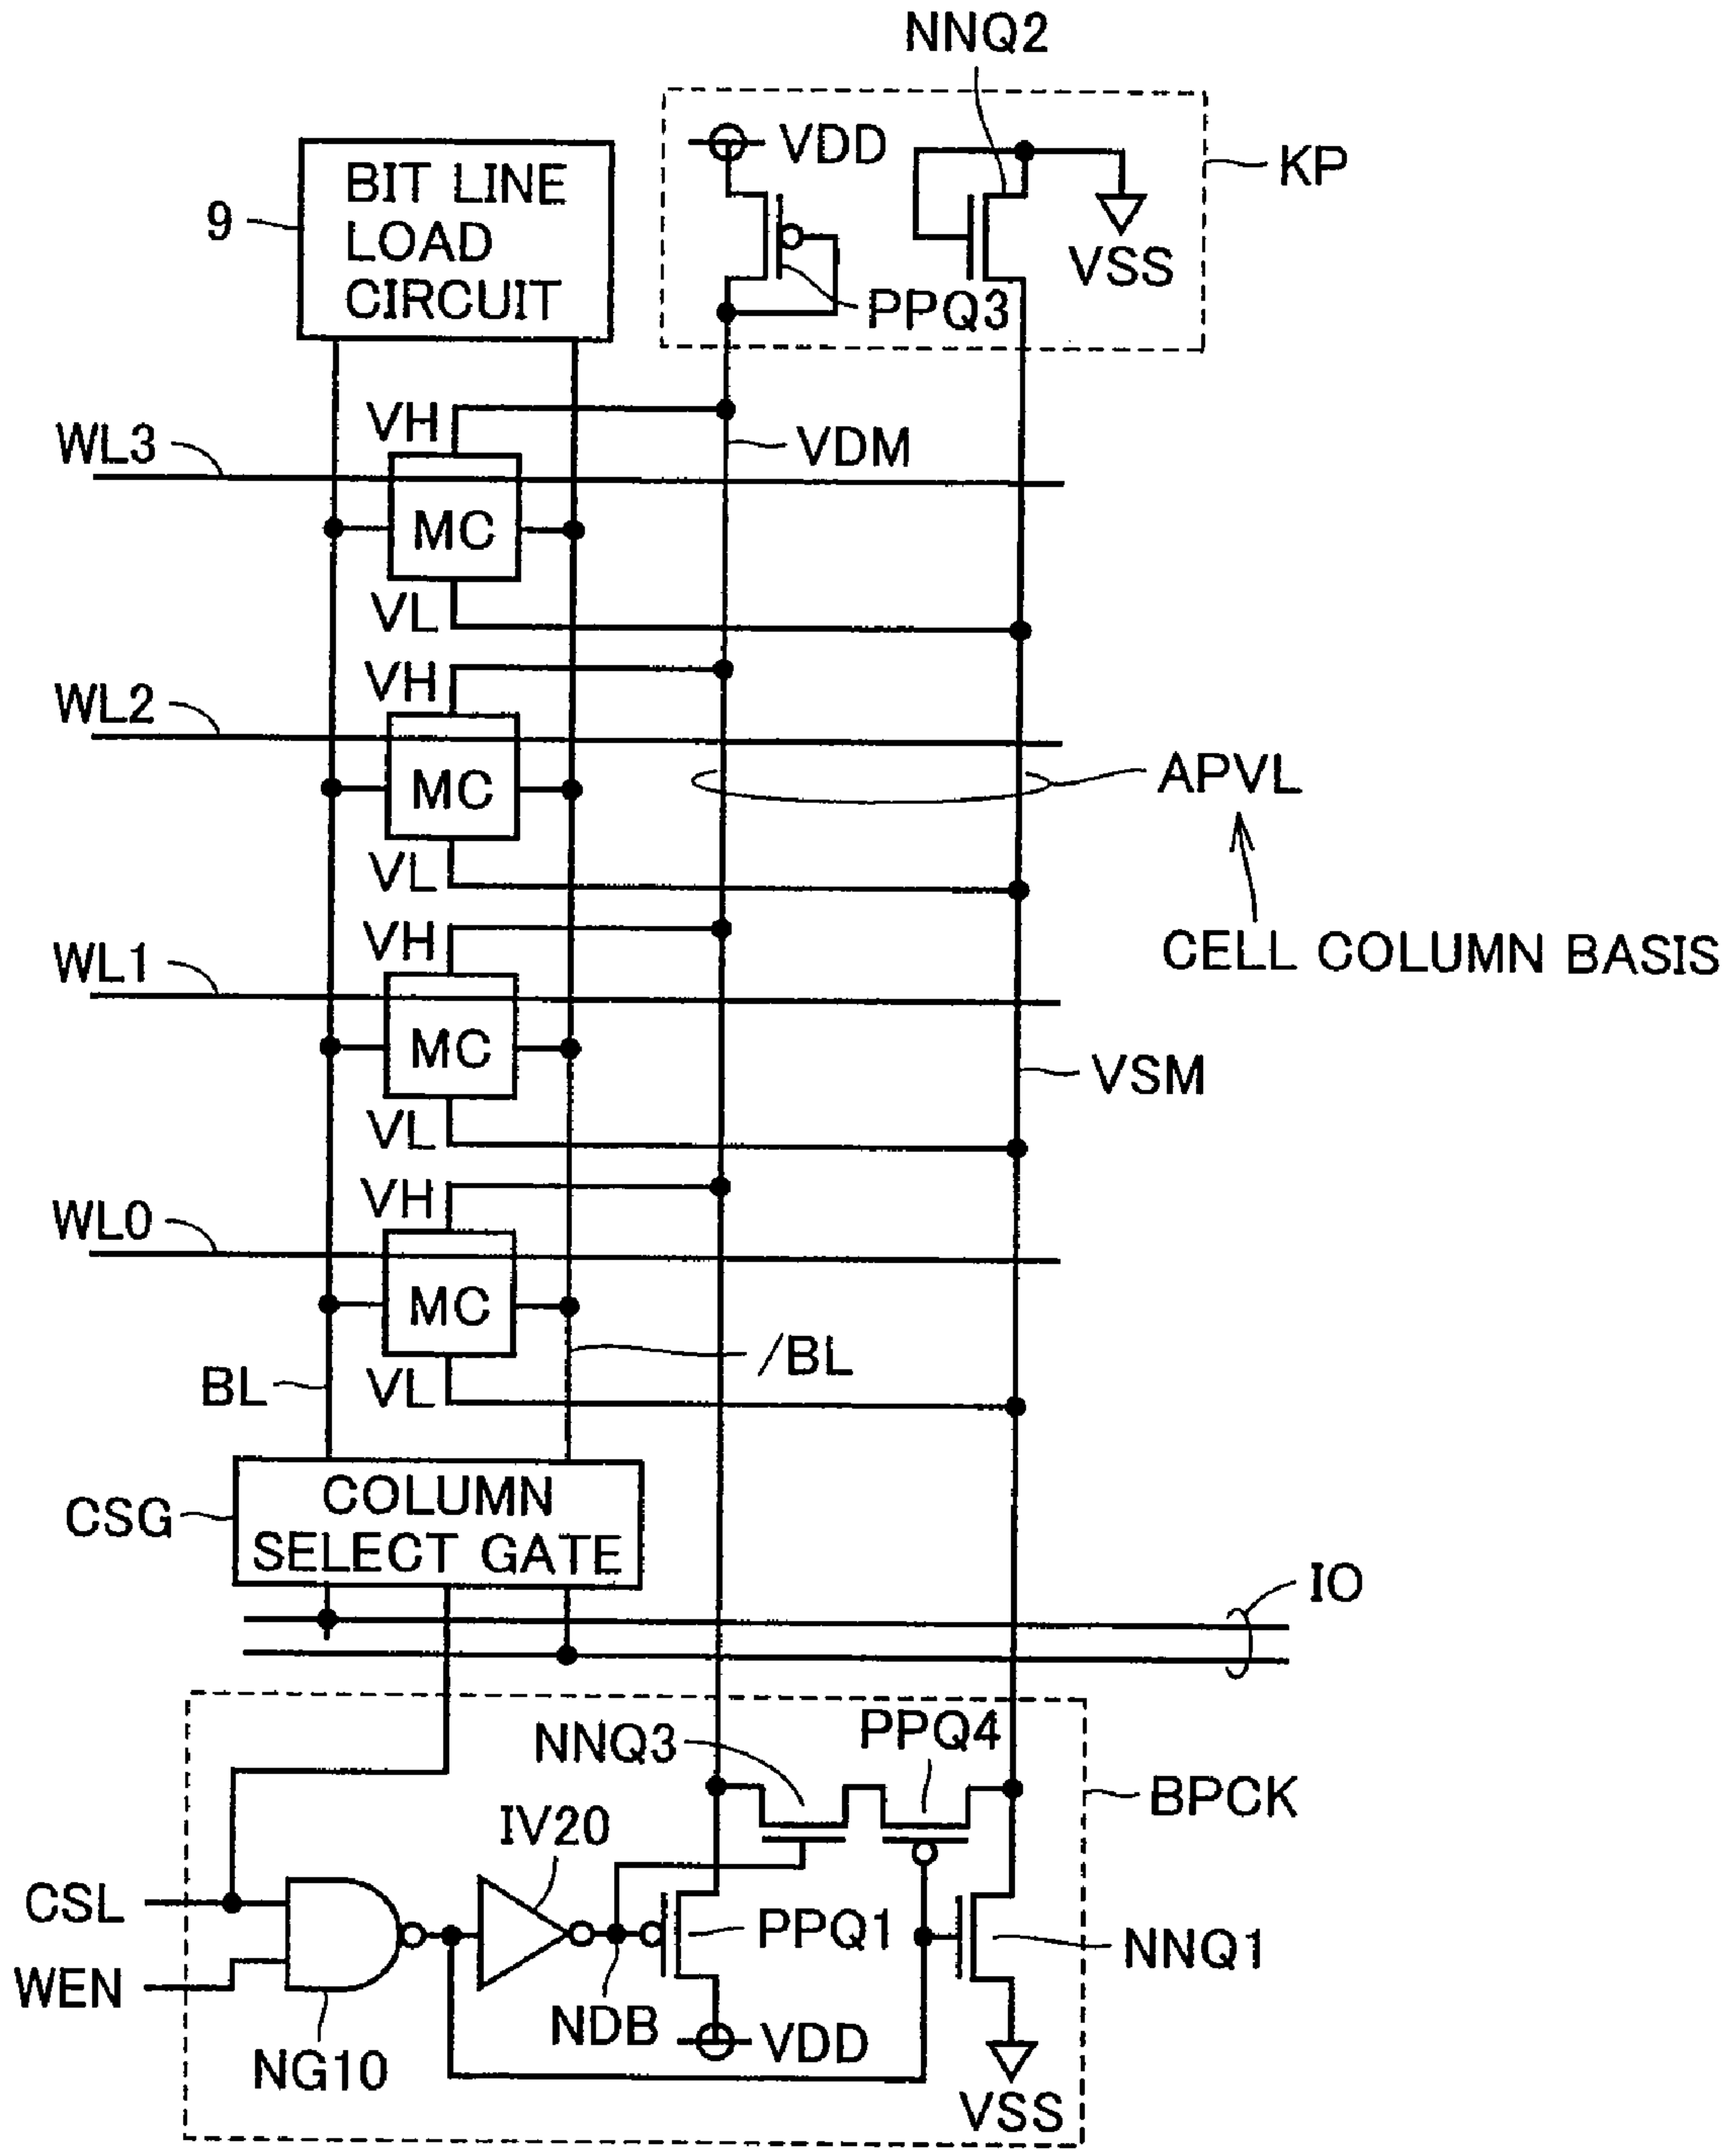 NNQ2
VDD
KP
BIT LINE
LOAD
CIRCUIT
9
VSS
PPQ3
VH
VDM
WL3
MC
VL
VH
WL2
MC
APVL
VL
CELL COLUMN BASIS
VH
WL1
MC
VSM
VL
VH
WL0
MC
/BL
BL
VL
COLUMN
SELECT GATE
CSG
IO
NNQ3
PPQ4
BPCK
IV20
CSL
PPQ1
NNQ1
WEN
NDB
VDD
NG10
VSS